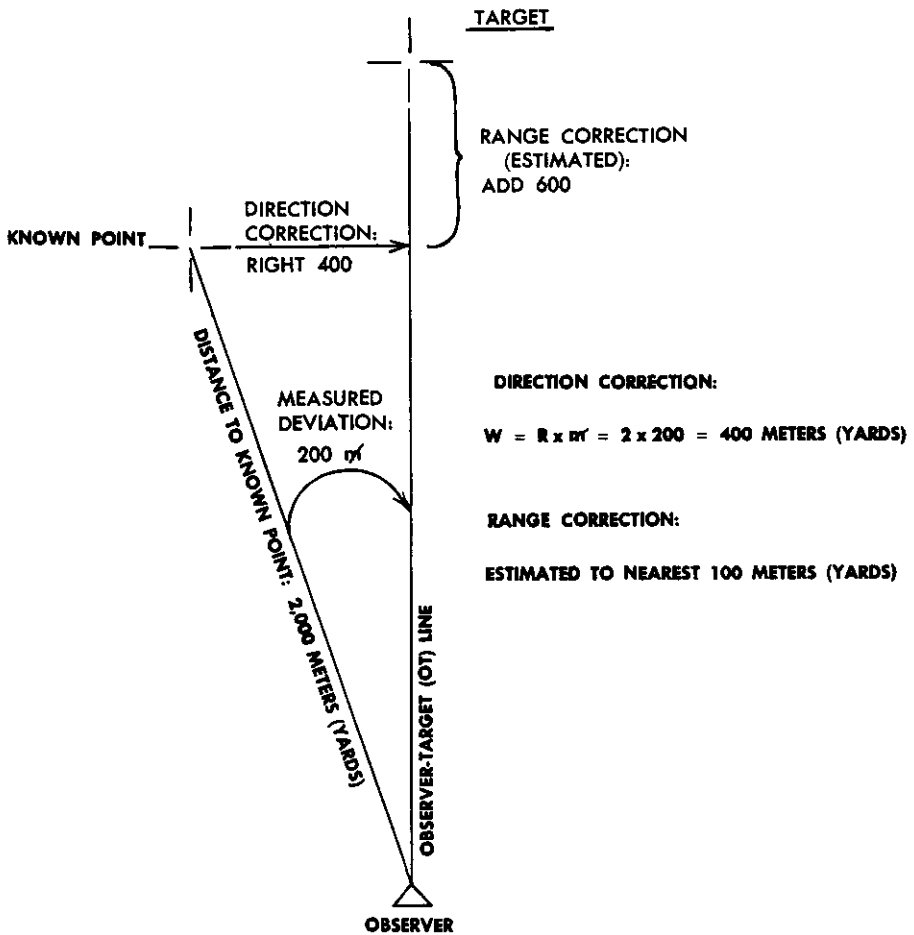 TARGET
RANGE CORRECTION
(ESTIMATED):
ADD 600
KNOWN POINT
DIRECTION
CORRECTION:
RIGHT 400
DISTANCE TO KNOWN POINT: 2,000 METERS (YARDS)
MEASURED
DEVIATION:
200 m̸
OBSERVER-TARGET (OT) LINE
DIRECTION CORRECTION:
W = R x m̸ = 2 x 200 = 400 METERS (YARDS)
RANGE CORRECTION:
ESTIMATED TO NEAREST 100 METERS (YARDS)
OBSERVER